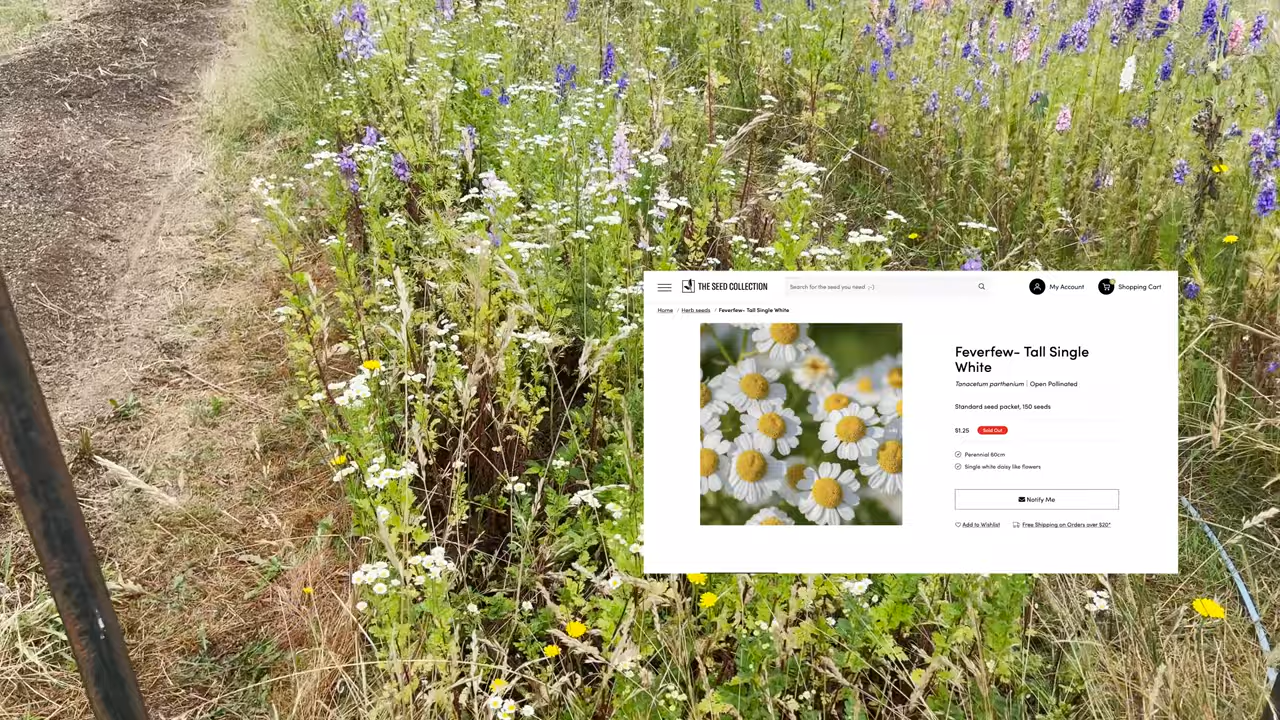 THE SEED COLLECTION
Search for the seed you need ;-)
My Account
Shopping Cart
Home / Herb seeds / Feverfew- Tall Single White
Feverfew- Tall Single
White
Tanacetum parthenium | Open Pollinated
Standard seed packet, 150 seeds
$1.25
Sold Out
Perennial 60cm
Single white daisy like flowers
Notify Me
Add to Wishlist
Free Shipping on Orders over $20*